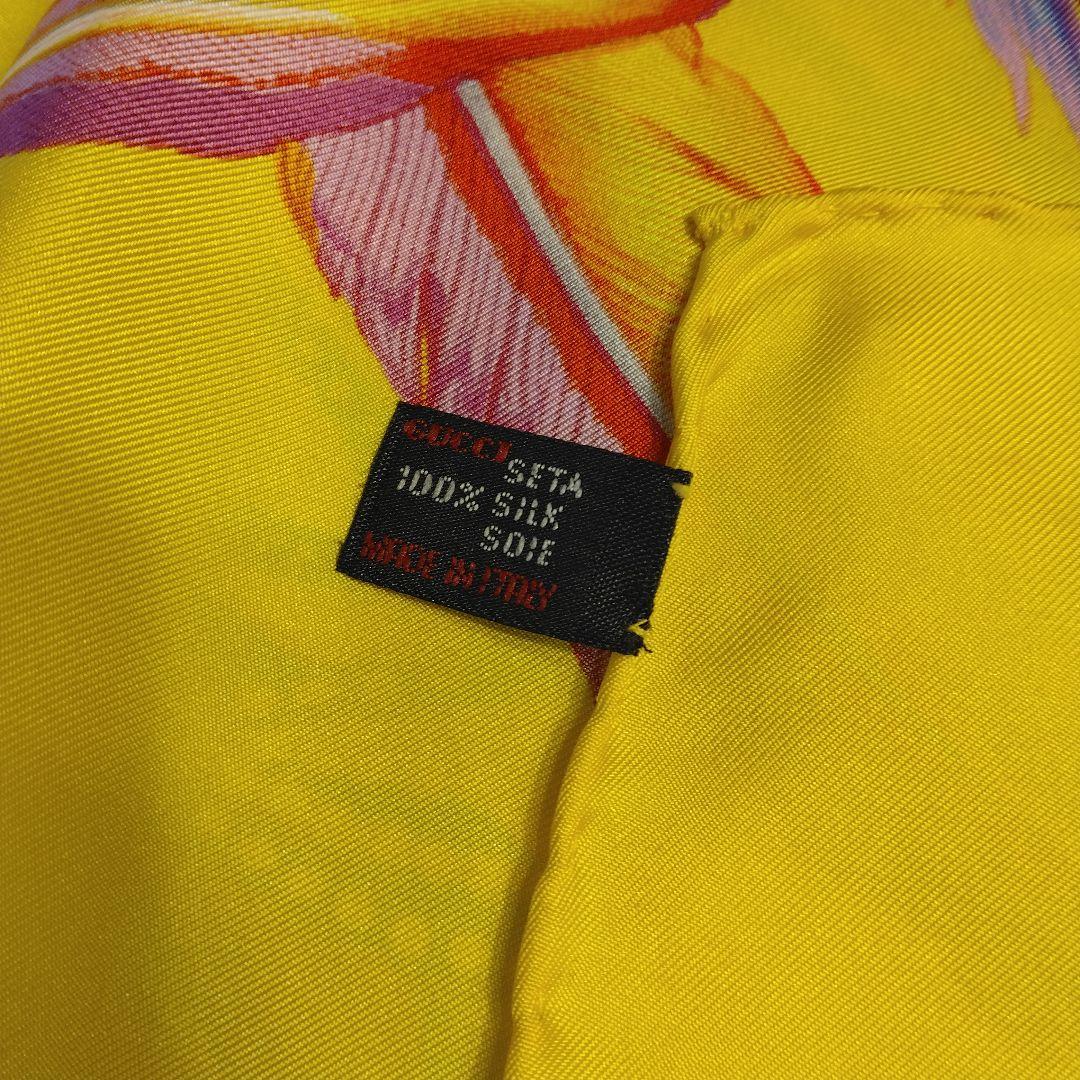 GUCCI
SETA
100% SILK
SOIE
MADE IN ITALY